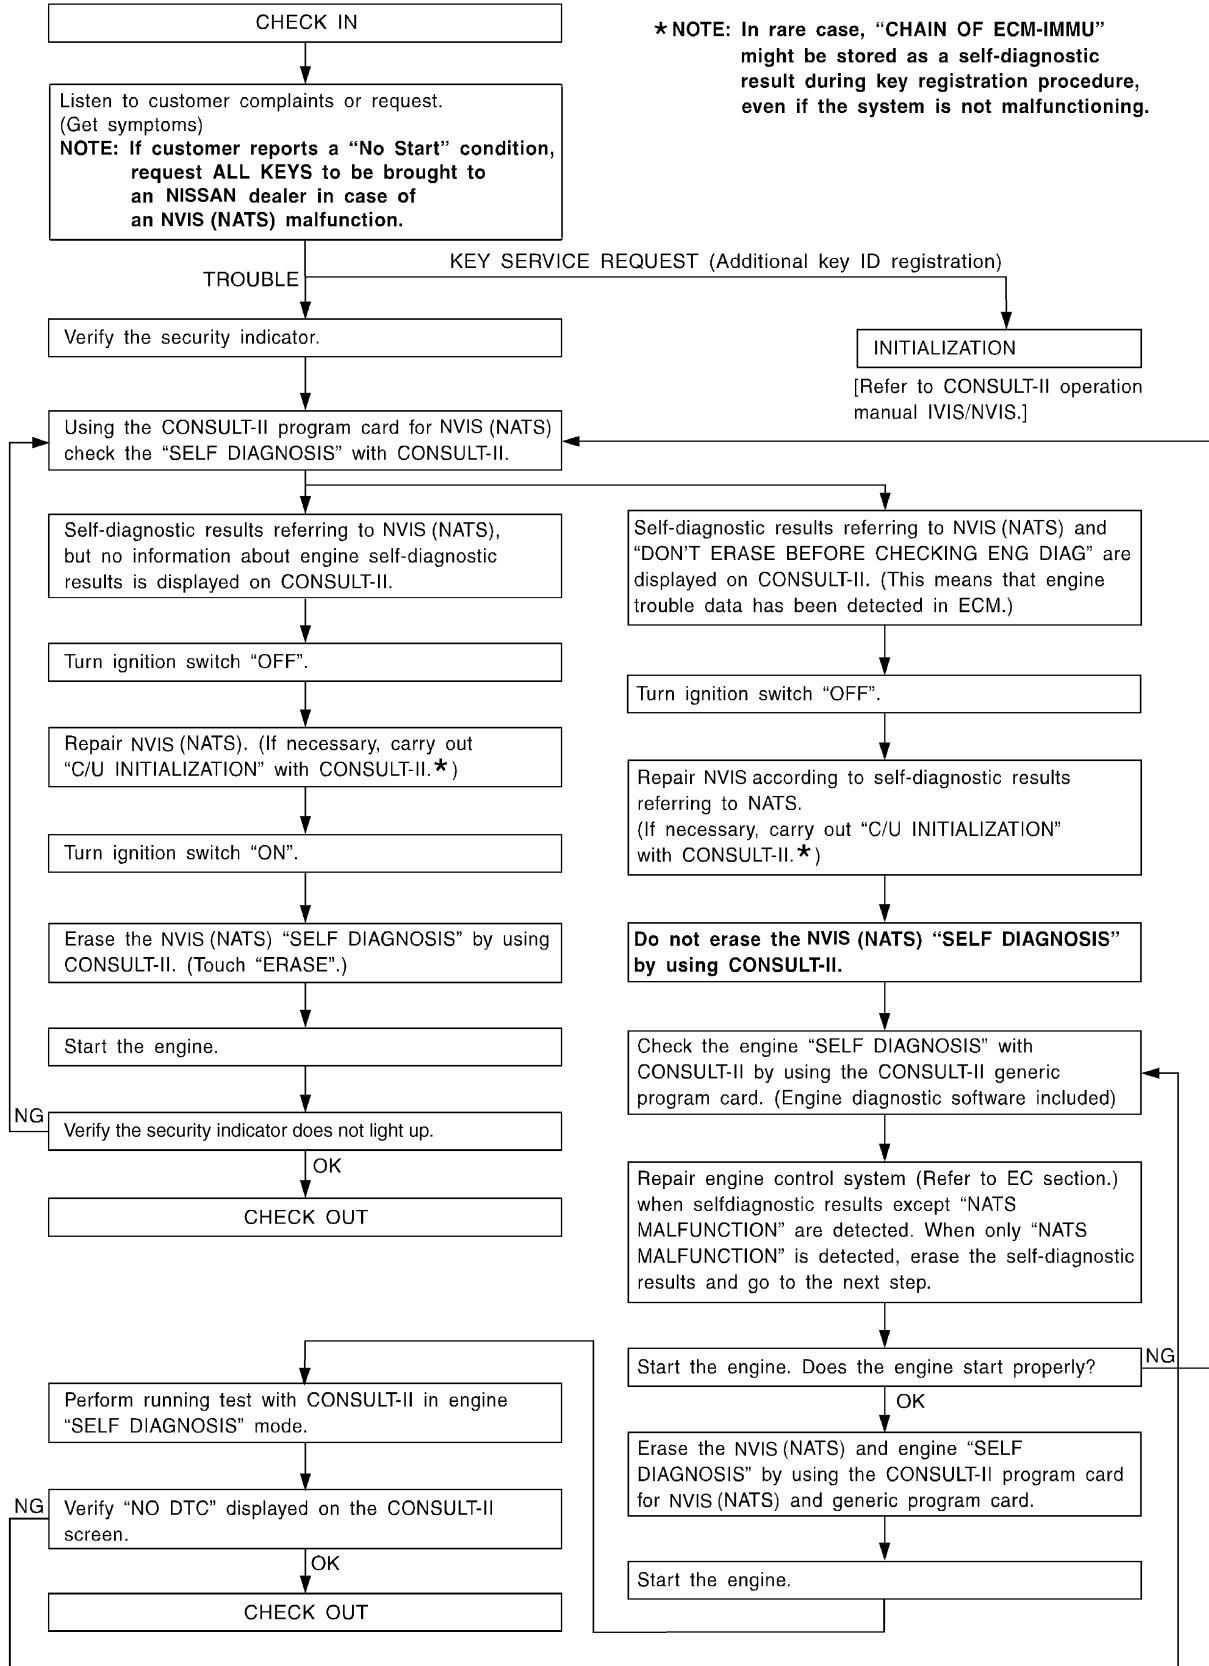 CHECK IN
★NOTE: In rare case, “CHAIN OF ECM-IMMU”
might be stored as a self-diagnostic
result during key registration procedure,
even if the system is not malfunctioning.
Listen to customer complaints or request.
(Get symptoms)
NOTE: If customer reports a “No Start” condition,
request ALL KEYS to be brought to
an NISSAN dealer in case of
an NVIS (NATS) malfunction.
TROUBLE
KEY SERVICE REQUEST (Additional key ID registration)
Verify the security indicator.
INITIALIZATION
[Refer to CONSULT-II operation
manual IVIS/NVIS.]
Using the CONSULT-II program card for NVIS (NATS)
check the “SELF DIAGNOSIS” with CONSULT-II.
Self-diagnostic results referring to NVIS (NATS),
but no information about engine self-diagnostic
results is displayed on CONSULT-II.
Turn ignition switch “OFF”.
Repair NVIS (NATS). (If necessary, carry out
“C/U INITIALIZATION” with CONSULT-II.★)
Turn ignition switch “ON”.
Erase the NVIS (NATS) “SELF DIAGNOSIS” by using
CONSULT-II. (Touch “ERASE”.)
Start the engine.
NG
Verify the security indicator does not light up.
OK
CHECK OUT
Self-diagnostic results referring to NVIS (NATS) and
“DON’T ERASE BEFORE CHECKING ENG DIAG” are
displayed on CONSULT-II. (This means that engine
trouble data has been detected in ECM.)
Turn ignition switch “OFF”.
Repair NVIS according to self-diagnostic results
referring to NATS.
(If necessary, carry out “C/U INITIALIZATION”
with CONSULT-II.★)
Do not erase the NVIS (NATS) “SELF DIAGNOSIS”
by using CONSULT-II.
Check the engine “SELF DIAGNOSIS” with
CONSULT-II by using the CONSULT-II generic
program card. (Engine diagnostic software included)
Repair engine control system (Refer to EC section.)
when selfdiagnostic results except “NATS
MALFUNCTION” are detected. When only “NATS
MALFUNCTION” is detected, erase the self-diagnostic
results and go to the next step.
Start the engine. Does the engine start properly?
NG
OK
Erase the NVIS (NATS) and engine “SELF
DIAGNOSIS” by using the CONSULT-II program card
for NVIS (NATS) and generic program card.
Start the engine.
Perform running test with CONSULT-II in engine
“SELF DIAGNOSIS” mode.
NG
Verify “NO DTC” displayed on the CONSULT-II
screen.
OK
CHECK OUT